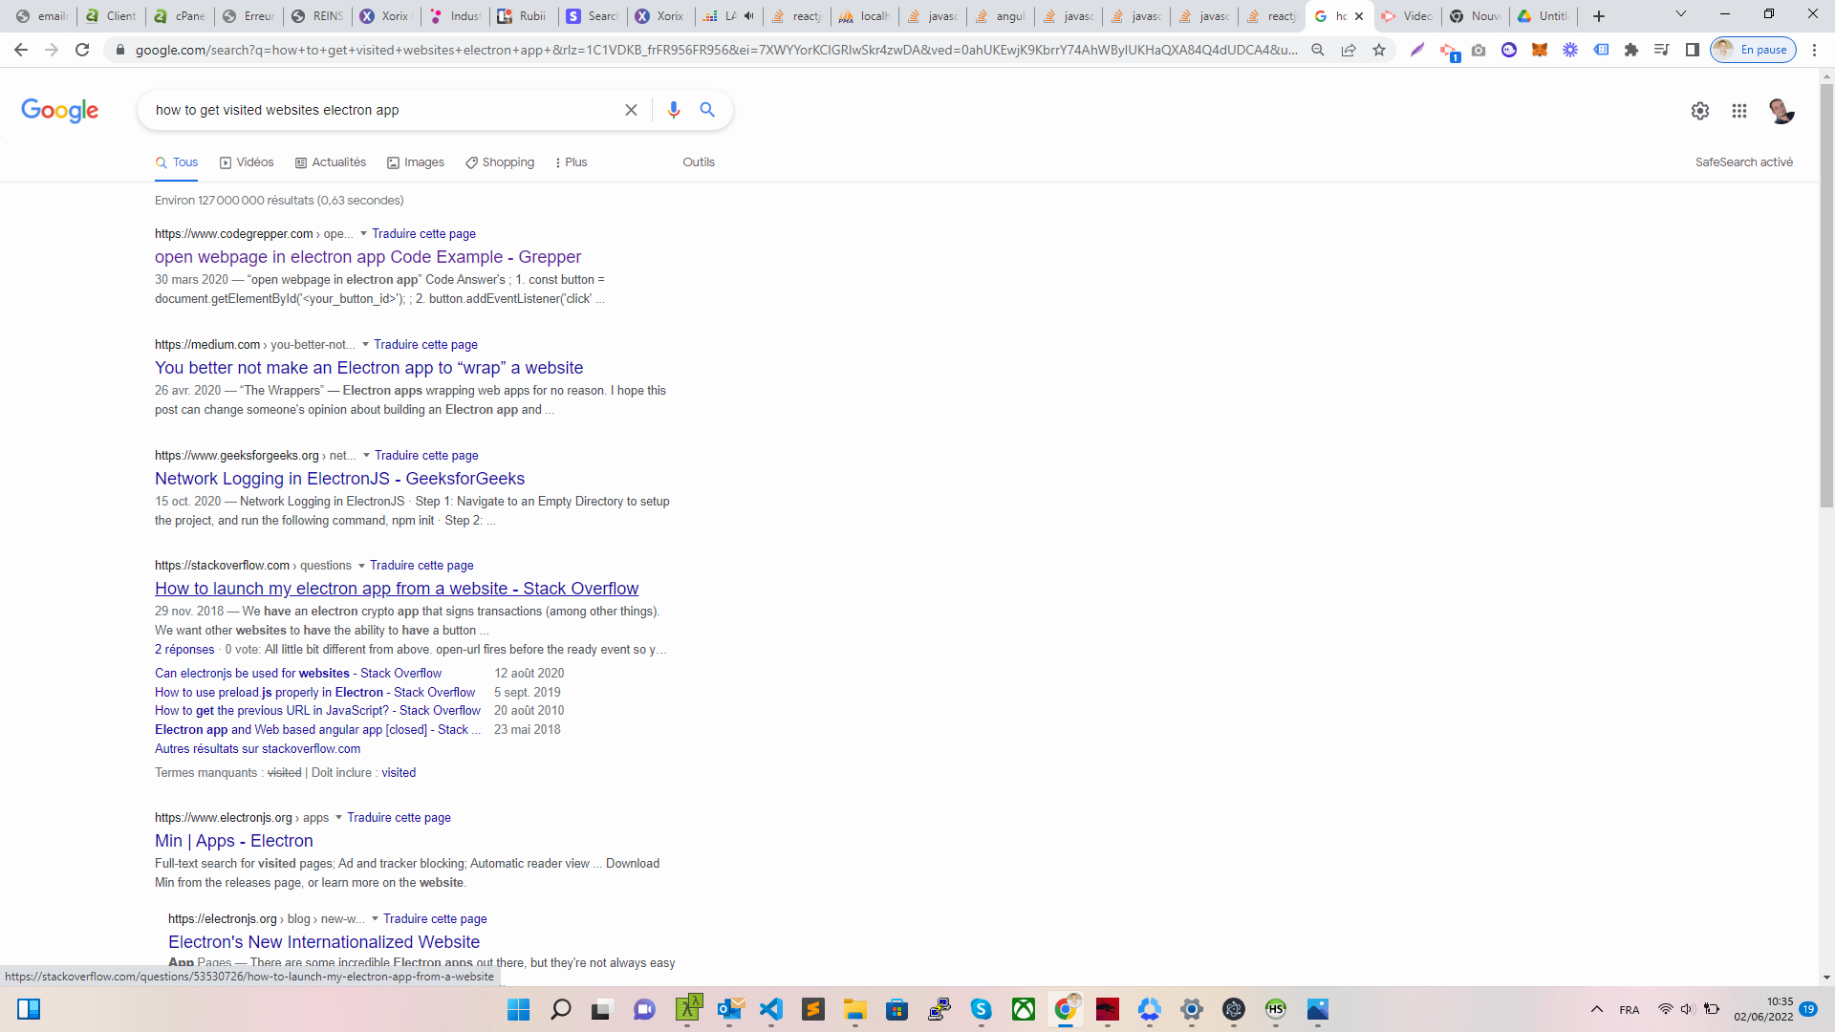 email
Client
cPane
Erreur
REINS
Xorix I
Indust
Rubii
Search
Xorix
LA
reactj
localh
javasc
angul
javasc
javasc
javasc
reactj
ho
Video
Nouv
Untitl
google.com/search?q=how+to+get+visited+websites+electron+app+&rlz=1C1VDKB_frFR956FR956&ei=7XWYYorKCIGRlwSkr4zwDA&ved=0ahUKEwjK9KbrrY74AhWByIUKHaQXA84Q4dUDCA4&u...
1
En pause
Google
how to get visited websites electron app
Tous
Vidéos
Actualités
Images
Shopping
Plus
Outils
SafeSearch activé
Environ 127 000 000 résultats (0,63 secondes)
https://www.codegrepper.com › ope... Traduire cette page
open webpage in electron app Code Example - Grepper
30 mars 2020 — “open webpage in electron app” Code Answer's ; 1. const button =
document.getElementById('<your_button_id>'); ; 2. button.addEventListener('click' ...
https://medium.com › you-better-not... Traduire cette page
You better not make an Electron app to “wrap” a website
26 avr. 2020 — “The Wrappers” — Electron apps wrapping web apps for no reason. I hope this
post can change someone's opinion about building an Electron app and ...
https://www.geeksforgeeks.org › net... Traduire cette page
Network Logging in ElectronJS - GeeksforGeeks
15 oct. 2020 — Network Logging in ElectronJS · Step 1: Navigate to an Empty Directory to setup
the project, and run the following command, npm init · Step 2: ...
https://stackoverflow.com › questions Traduire cette page
How to launch my electron app from a website - Stack Overflow
29 nov. 2018 — We have an electron crypto app that signs transactions (among other things).
We want other websites to have the ability to have a button ...
2 réponses · 0 vote: All little bit different from above. open-url fires before the ready event so y...
Can electronjs be used for websites - Stack Overflow 12 août 2020
How to use preload.js properly in Electron - Stack Overflow 5 sept. 2019
How to get the previous URL in JavaScript? - Stack Overflow 20 août 2010
Electron app and Web based angular app [closed] - Stack ... 23 mai 2018
Autres résultats sur stackoverflow.com
Termes manquants : visited | Doit inclure : visited
https://www.electronjs.org › apps Traduire cette page
Min | Apps - Electron
Full-text search for visited pages; Ad and tracker blocking; Automatic reader view ... Download
Min from the releases page, or learn more on the website.
https://electronjs.org › blog › new-w... Traduire cette page
Electron's New Internationalized Website
App Pages — There are some incredible Electron apps out there, but they're not always easy
https://stackoverflow.com/questions/53530726/how-to-launch-my-electron-app-from-a-website
FRA
10:35
02/06/2022
19